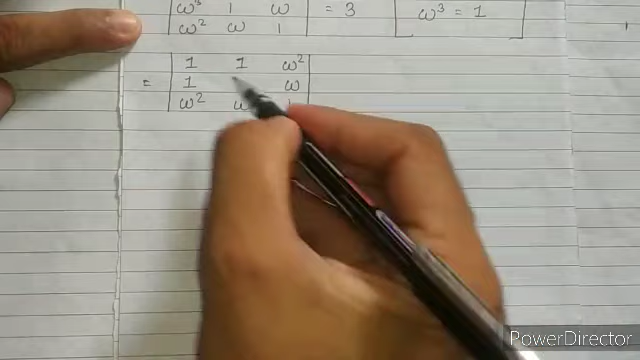 ω³ 1 ω = 3 ω³ = 1
ω² ω 1
1 1 ω²
= 1 ω
ω² ω
PowerDirector